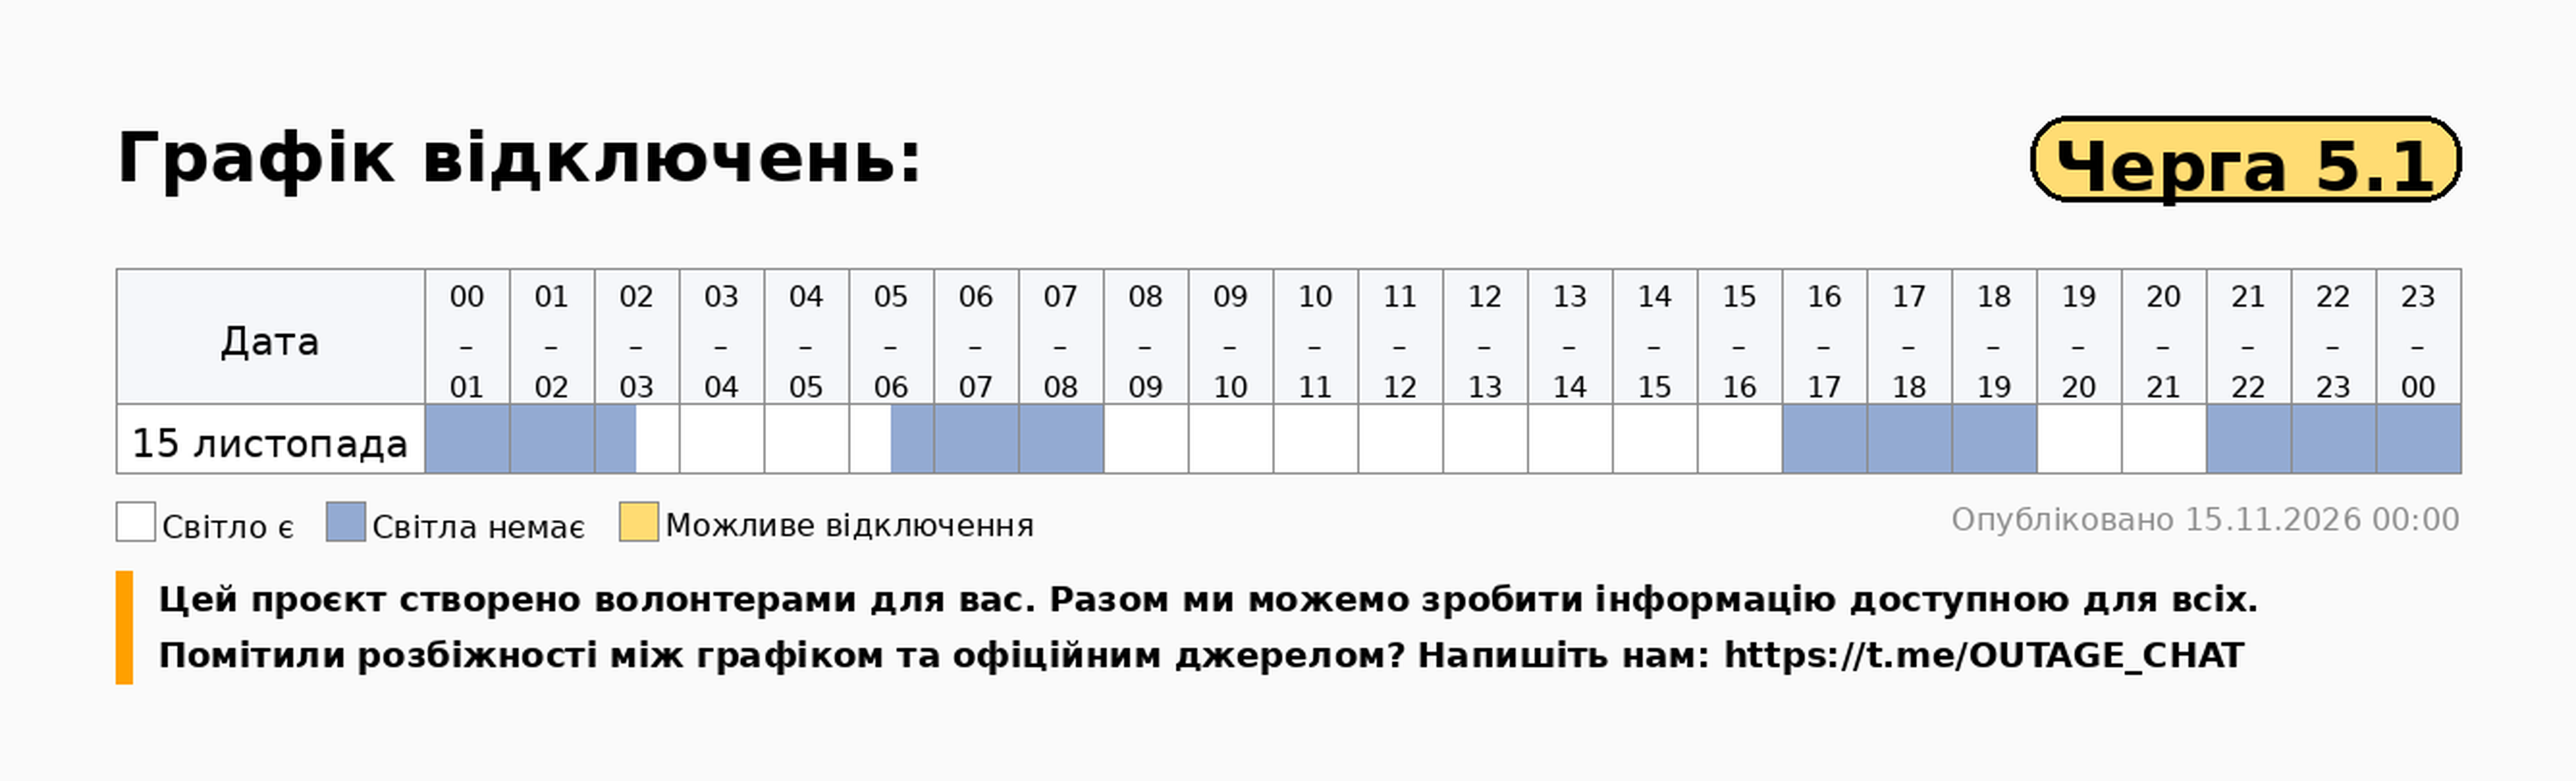 Графік відключень:
Черга 5.1
Дата
00 – 01
01 – 02
02 – 03
03 – 04
04 – 05
05 – 06
06 – 07
07 – 08
08 – 09
09 – 10
10 – 11
11 – 12
12 – 13
13 – 14
14 – 15
15 – 16
16 – 17
17 – 18
18 – 19
19 – 20
20 – 21
21 – 22
22 – 23
23 – 00
15 листопада
Світло є
Світла немає
Можливе відключення
Опубліковано 15.11.2026 00:00
Цей проєкт створено волонтерами для вас. Разом ми можемо зробити інформацію доступною для всіх.
Помітили розбіжності між графіком та офіційним джерелом? Напишіть нам: https://t.me/OUTAGE_CHAT